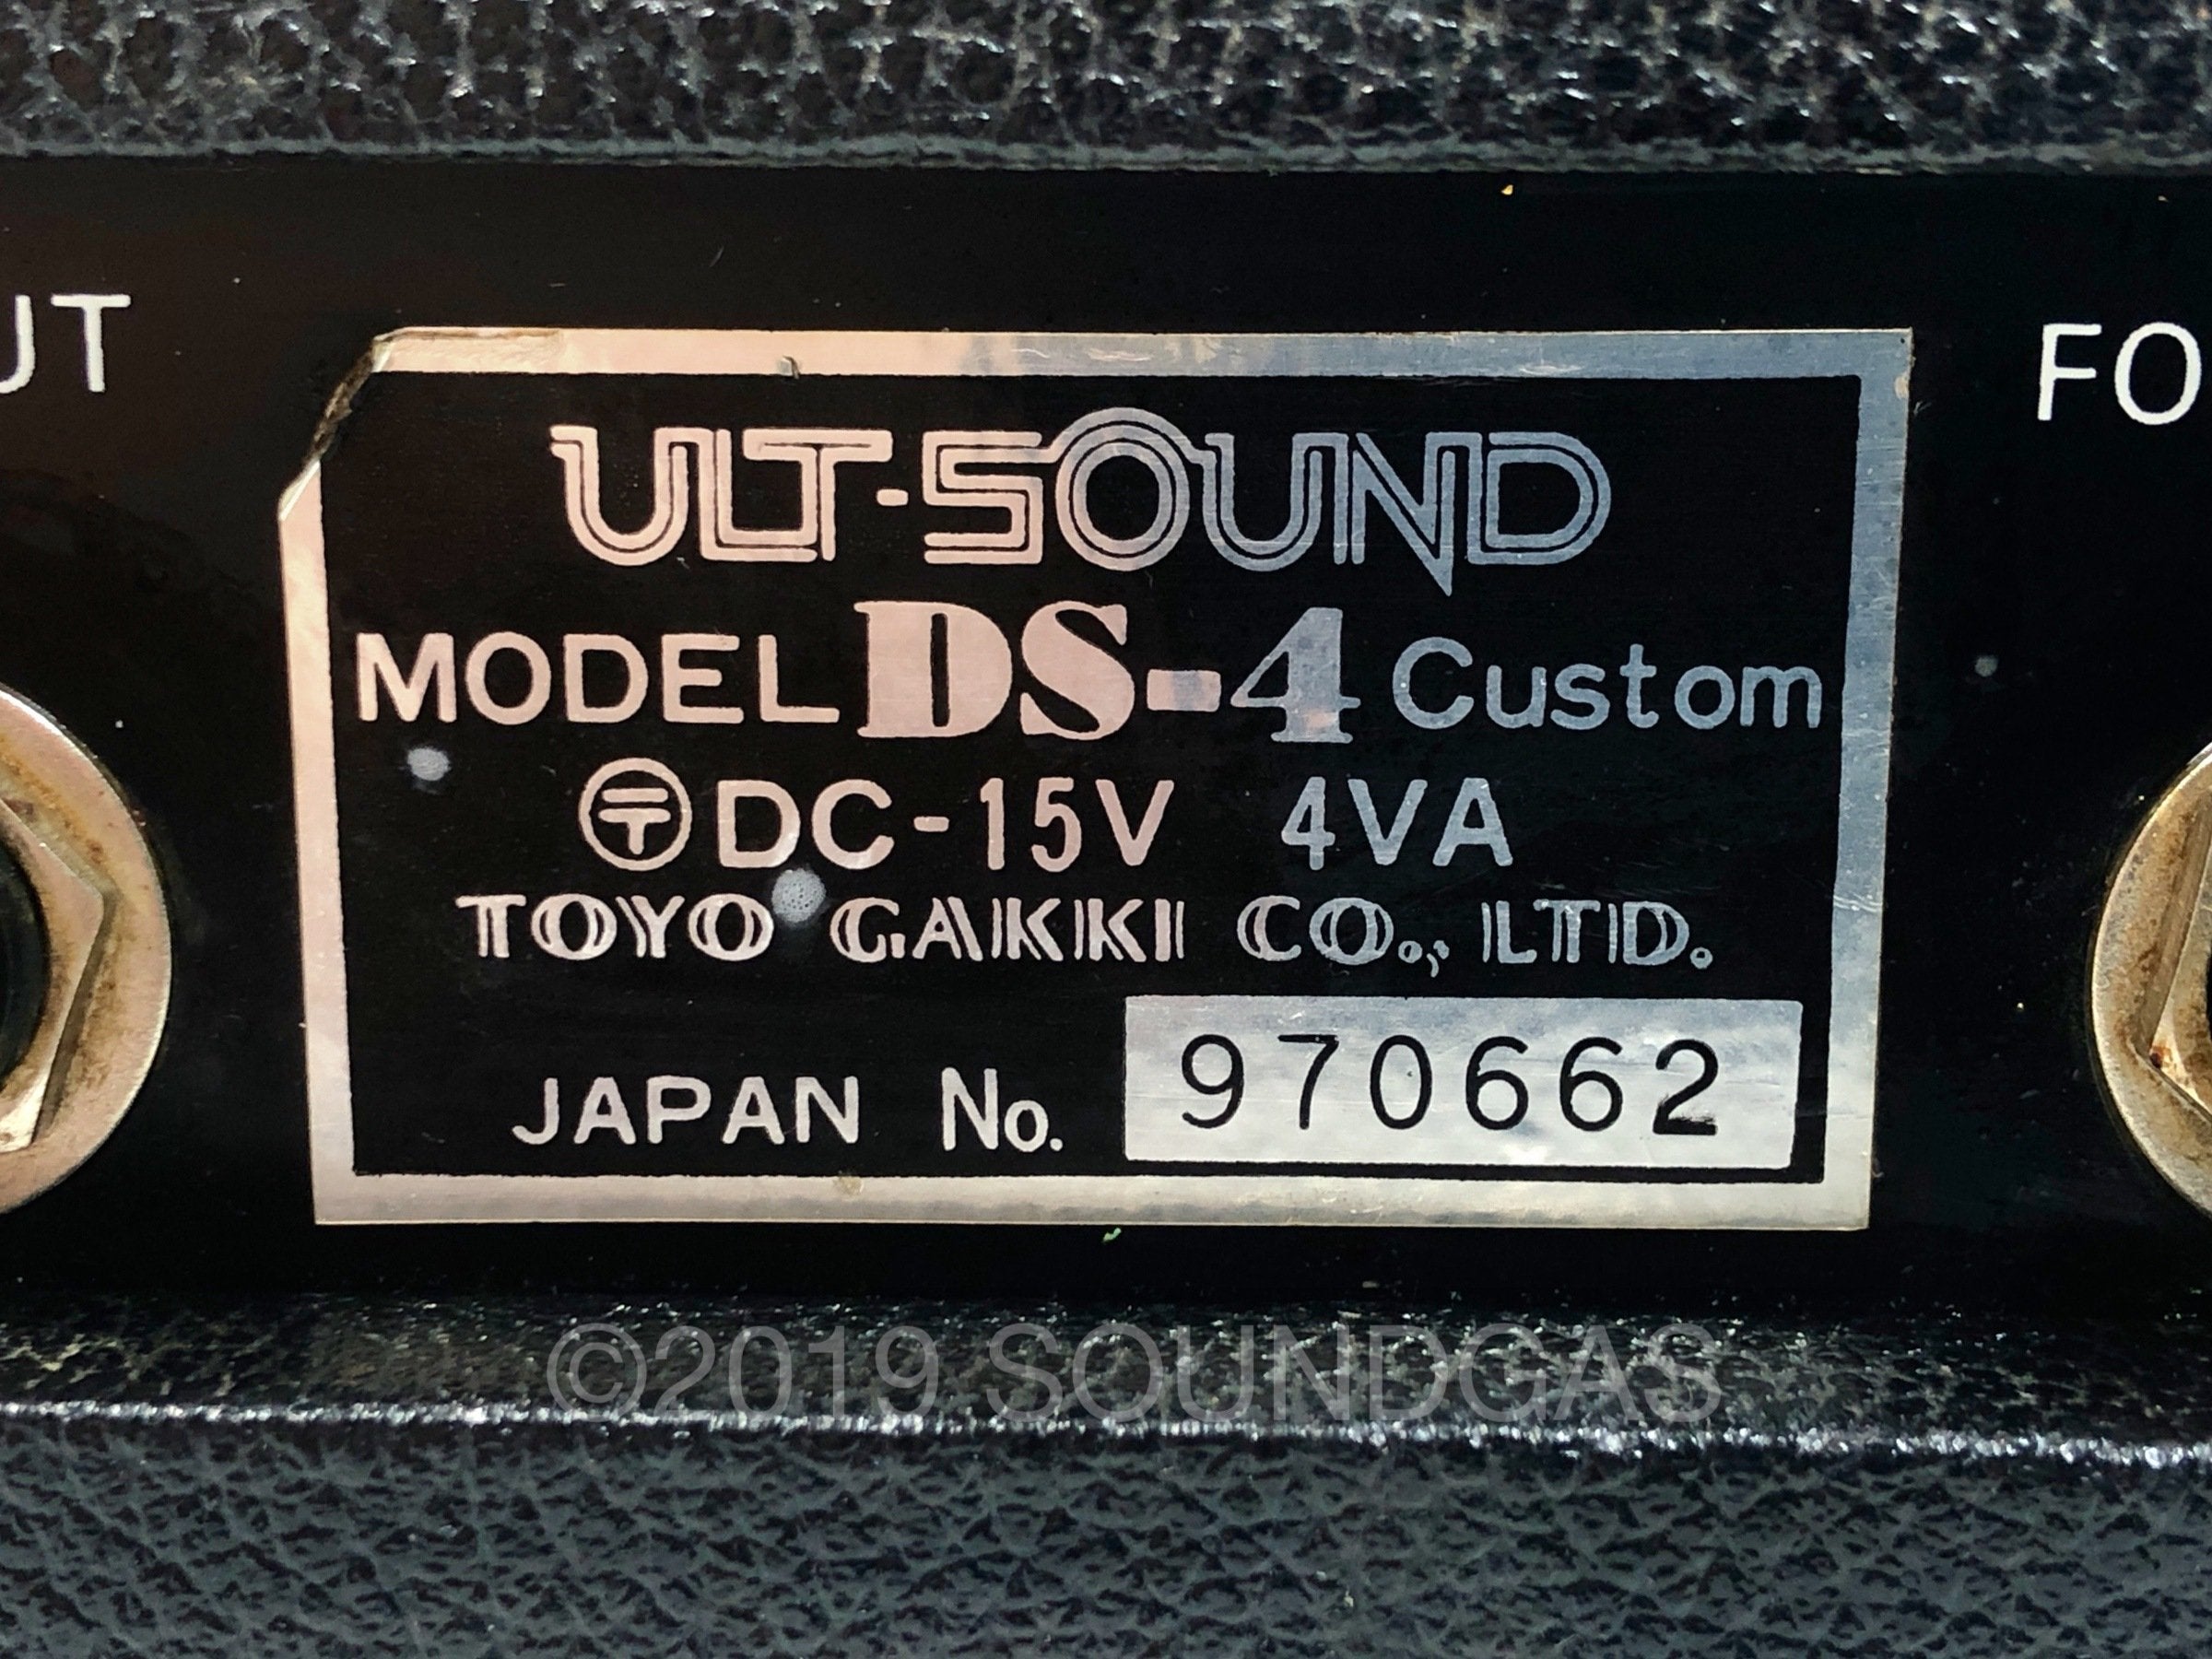 UT
FO
ULT-SOUND
MODEL DS-4 Custom
〒 DC-15V 4VA
TOYO GAKKI CO., LTD.
JAPAN No. 970662
©2019 SOUNDGAS